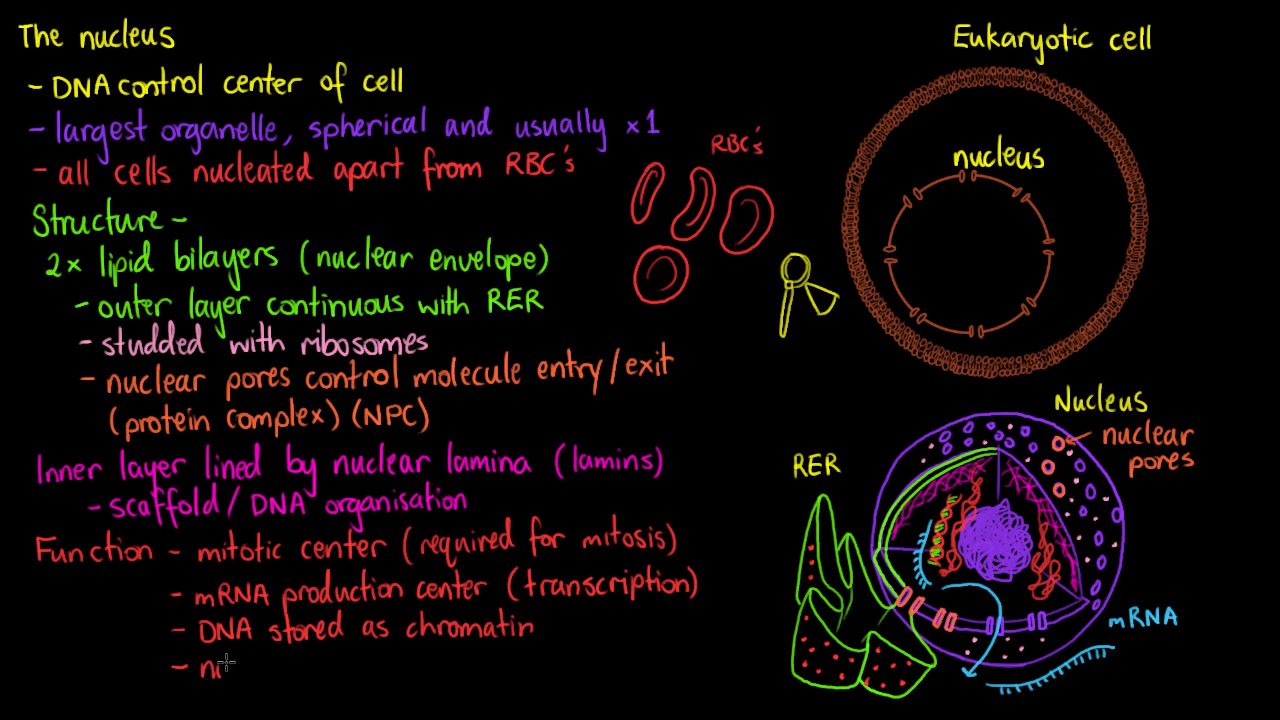 The nucleus
- DNA control center of cell
- largest organelle, spherical and usually x1
- all cells nucleated apart from RBC's
Structure -
2x lipid bilayers (nuclear envelope)
- outer layer continuous with RER
- studded with ribosomes
- nuclear pores control molecule entry/exit
(protein complex) (NPC)
Inner layer lined by nuclear lamina (lamins)
- scaffold/DNA organisation
Function - mitotic center (required for mitosis)
- mRNA production center (transcription)
- DNA stored as chromatin
- nu
RBC's
Eukaryotic cell
nucleus
Nucleus
nuclear
pores
RER
mRNA